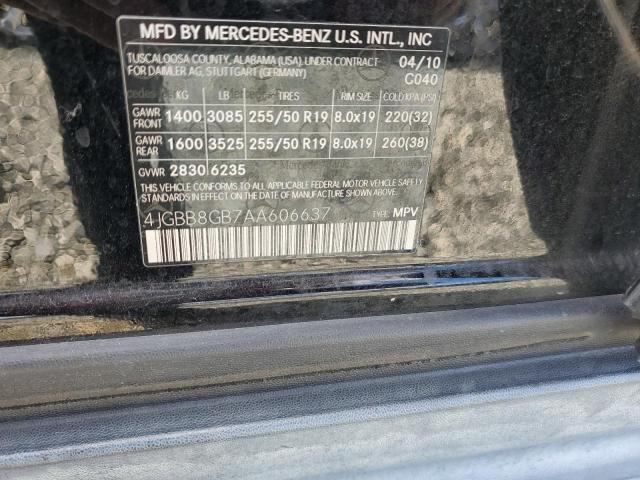 MFD BY MERCEDES-BENZ U.S. INTL., INC
TUSCALOOSA COUNTY, ALABAMA (USA), UNDER CONTRACT 04/10
FOR DAIMLER AG, STUTTGART (GERMANY) C040
KG LB TIRES RIM SIZE COLD KPA (PSI)
GAWR FRONT 1400 3085 255/50 R19 8.0x19 220(32)
GAWR REAR 1600 3525 255/50 R19 8.0x19 260(38)
GVWR 2830 6235
THIS VEHICLE CONFORMS TO ALL APPLICABLE FEDERAL MOTOR VEHICLE
SAFETY STANDARDS IN EFFECT ON THE DATE OF MANUFACTURE SHOWN ABOVE.
4JGBB8GB7AA606637 TYPE: MPV